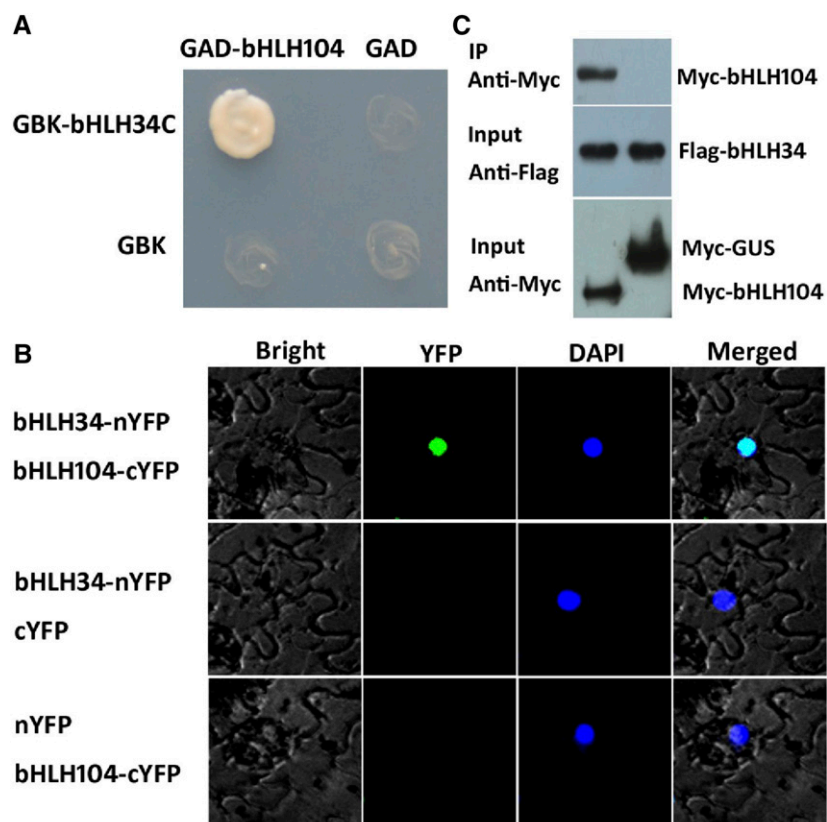 A
GAD-bHLH104 GAD
GBK-bHLH34C
GBK
C
IP
Anti-Myc
Myc-bHLH104
Input
Anti-Flag
Flag-bHLH34
Input
Anti-Myc
Myc-GUS
Myc-bHLH104
B
Bright YFP DAPI Merged
bHLH34-nYFP
bHLH104-cYFP
bHLH34-nYFP
cYFP
nYFP
bHLH104-cYFP